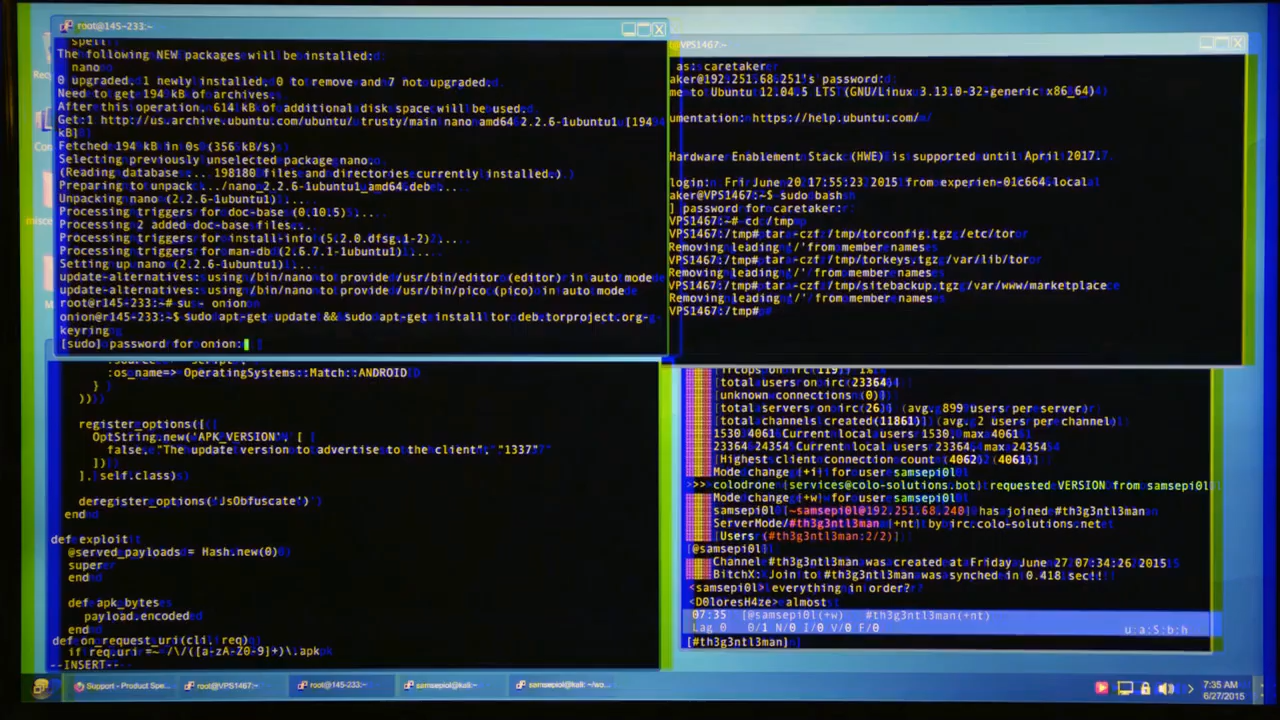 root@145-233:~
spell
The following NEW packages will be installed:
nano
0 upgraded, 1 newly installed, 0 to remove and 7 not upgraded.
Need to get 194 kB of archives.
After this operation, 614 kB of additional disk space will be used.
Get:1 http://us.archive.ubuntu.com/ubuntu/ trusty/main nano amd64 2.2.6-1ubuntu1 [194
kB]
Fetched 194 kB in 0s (356 kB/s)
Selecting previously unselected package nano.
(Reading database ... 198180 files and directories currently installed.)
Preparing to unpack .../nano_2.2.6-1ubuntu1_amd64.deb ...
Unpacking nano (2.2.6-1ubuntu1) ...
Processing triggers for doc-base (0.10.5) ...
Processing 2 added doc-base files...
Processing triggers for install-info (5.2.0.dfsg.1-2) ...
Processing triggers for man-db (2.6.7.1-1ubuntu1) ...
Setting up nano (2.2.6-1ubuntu1) ...
update-alternatives: using /bin/nano to provide /usr/bin/editor (editor) in auto mode
update-alternatives: using /bin/nano to provide /usr/bin/pico (pico) in auto mode
root@r145-233:~# su - onion
onion@r145-233:~$ sudo apt-get update && sudo apt-get install tor deb.torproject.org-
keyring
[sudo] password for onion:
VPS1467:~
as: caretaker
aker@192.251.68.251's password:
me to Ubuntu 12.04.5 LTS (GNU/Linux 3.13.0-32-generic x86_64)
umentation: https://help.ubuntu.com/
Hardware Enablement Stack (HWE) is supported until April 2017.
login: Fri June 20 17:55:23 2015 from experien-01c664.local
aker@VPS1467:~$ sudo bash
] password for caretaker:
VPS1467:~# cd /tmp
VPS1467:/tmp# tar -czf /tmp/torconfig.tgz /etc/tor
Removing leading `/' from member names
VPS1467:/tmp# tar -czf /tmp/torkeys.tgz /var/lib/tor
Removing leading `/' from member names
VPS1467:/tmp# tar -czf /tmp/sitebackup.tgz /var/www/marketplace
Removing leading `/' from member names
VPS1467:/tmp#
:os_name => OperatingSystems::Match::ANDROID
}
}))
register_options([
OptString.new('APK_VERSION', [
false, "The update version to advertise to the client", "1337"
])
], self.class)
deregister_options('JsObfuscate')
end
def exploit
@served_payloads = Hash.new(0)
super
end
def apk_bytes
payload.encoded
end
def on_request_uri(cli, req)
if req.uri =~ /\/([a-zA-Z0-9]+)\.apk
--INSERT--
[total users on irc(23364)]
[unknown connections (0)]
[total servers on irc(26)] (avg. 899 users per server)
[total channels created(11861)] (avg. 2 users per channel)
1530 4061 Current local users 1530, max 4061
23364 24354 Current global users 23364, max 24354
[Highest client connection count (4062) (4061)]
Mode change [+i] for user samsepi0l
>>> colodrone [services@colo-solutions.bot] requested VERSION from samsepi0l
Mode change [+w] for user samsepi0l
samsepi0l [~samsepi0l@192.251.68.240] has joined #th3g3ntl3man
ServerMode/#th3g3ntl3man [+nt] by irc.colo-solutions.net
[Users(#th3g3ntl3man:2/2)]
[@samsepi0l]
Channel #th3g3ntl3man was created at Friday June 27 07:34:26 2015
BitchX: Join to #th3g3ntl3man was synched in 0.418 sec!!
<samsepi0l> everything in order?
<D0loresH4ze> almost
07:35 [@samsepi0l(+w) #th3g3ntl3man(+nt)
Lag 0 0/1 N/0 I/0 V/0 F/0 u:a:S:b:h
[#th3g3ntl3man]
Support - Product Spe...
root@VPS1467:~
root@145-233:~
samsepiol@kali: ~
samsepiol@kali: ~/wo...
7:35 AM
6/27/2015